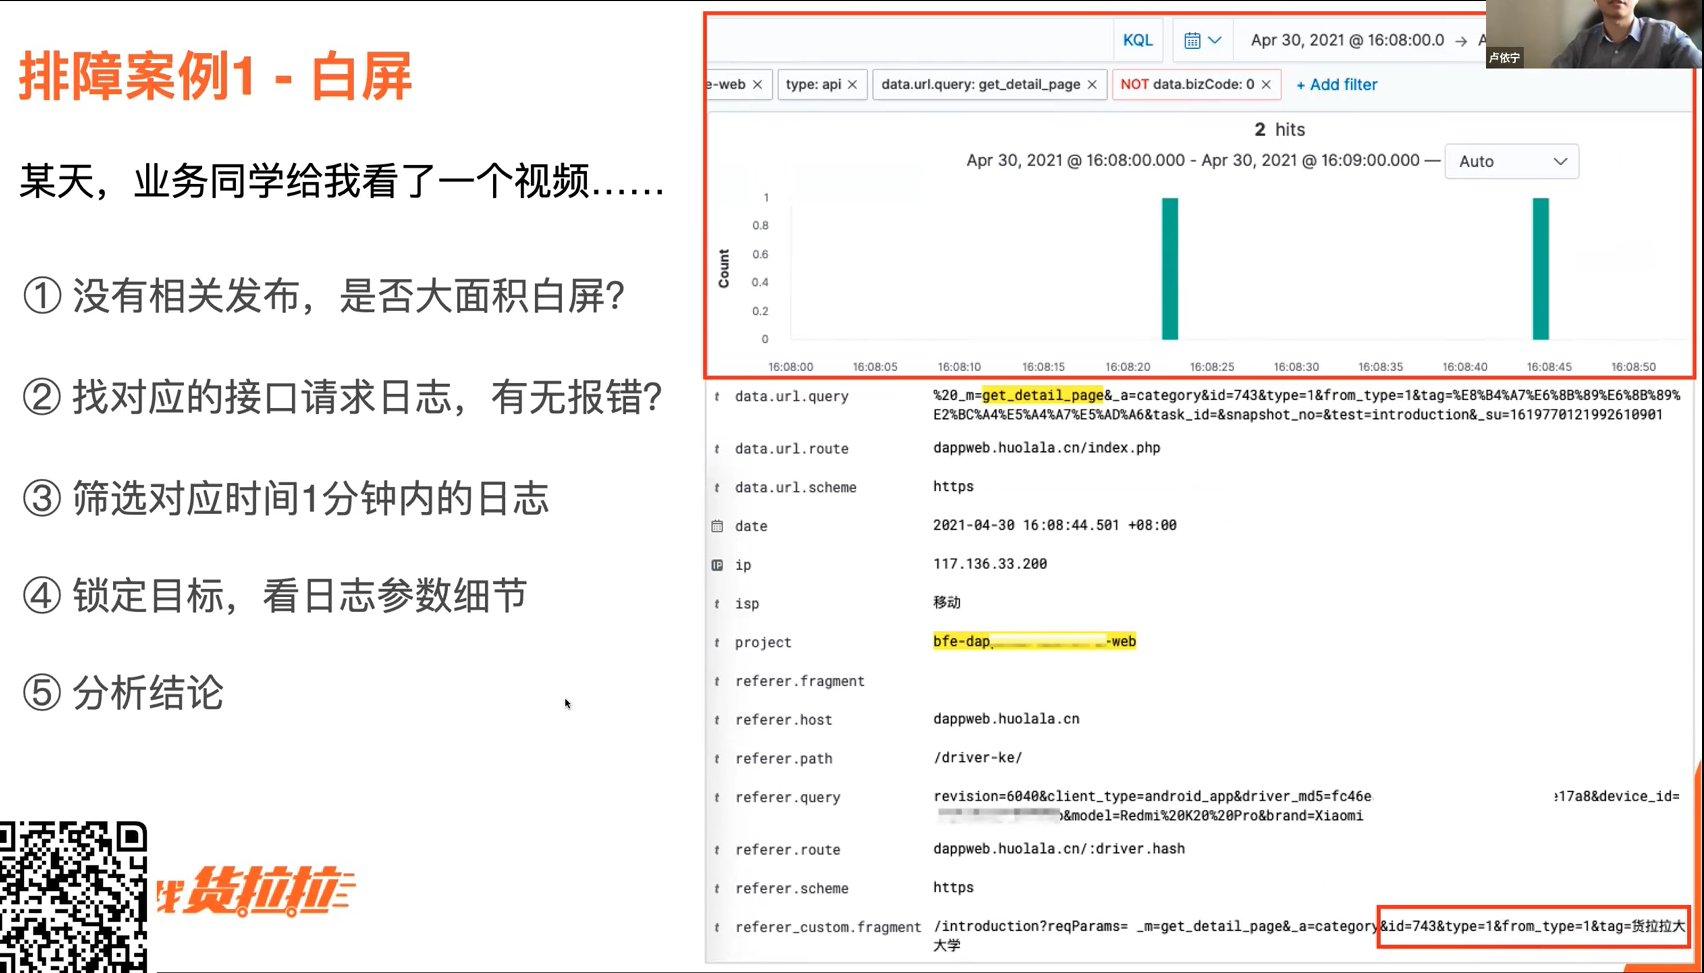 排障案例1 - 白屏
某天，业务同学给我看了一个视频……
① 没有相关发布，是否大面积白屏？
② 找对应的接口请求日志，有无报错？
③ 筛选对应时间1分钟内的日志
④ 锁定目标，看日志参数细节
⑤ 分析结论
找货拉拉
KQL
Apr 30, 2021 @ 16:08:00.0 →
卢依宁
e-web × type: api × data.url.query: get_detail_page × NOT data.bizCode: 0 × + Add filter
2 hits
Apr 30, 2021 @ 16:08:00.000 - Apr 30, 2021 @ 16:09:00.000 — Auto
Count
1
0.8
0.6
0.4
0.2
0
16:08:00 16:08:05 16:08:10 16:08:15 16:08:20 16:08:25 16:08:30 16:08:35 16:08:40 16:08:45 16:08:50
t data.url.query %20_m=get_detail_page&_a=category&id=743&type=1&from_type=1&tag=%E8%B4%A7%E6%8B%89%E6%8B%89%
E2%BC%A4%E5%A4%A7%E5%AD%A6&task_id=&snapshot_no=&test=introduction&_su=1619770121992610901
t data.url.route dappweb.huolala.cn/index.php
t data.url.scheme https
date 2021-04-30 16:08:44.501 +08:00
IP ip 117.136.33.200
t isp 移动
t project bfe-dap -web
t referer.fragment
t referer.host dappweb.huolala.cn
t referer.path /driver-ke/
t referer.query revision=6040&client_type=android_app&driver_md5=fc46e e17a8&device_id=
&model=Redmi%20K20%20Pro&brand=Xiaomi
t referer.route dappweb.huolala.cn/:driver.hash
t referer.scheme https
t referer_custom.fragment /introduction?reqParams= _m=get_detail_page&_a=category&id=743&type=1&from_type=1&tag=货拉拉⼤
大学